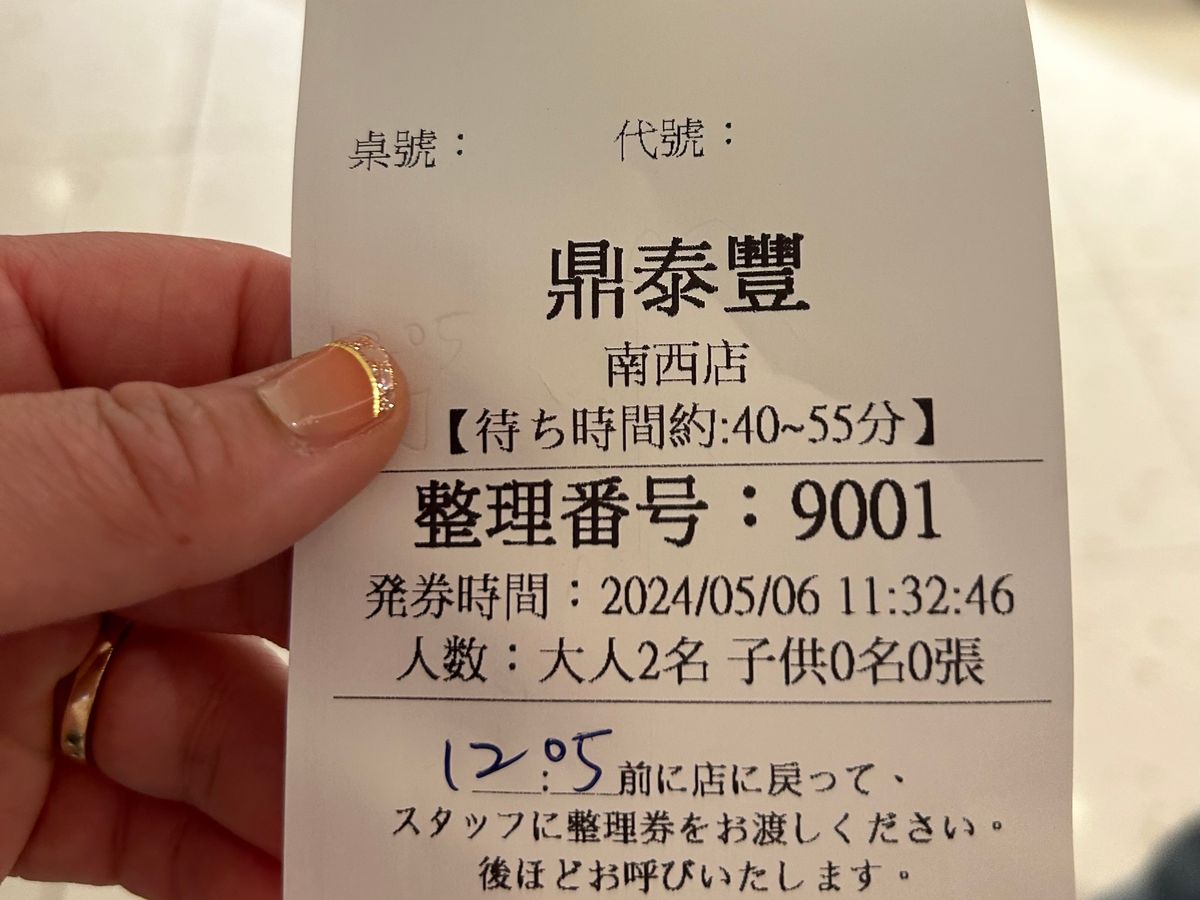 桌號： 代號：
鼎泰豐
南西店
【待ち時間約:40~55分】
整理番号：9001
発券時間：2024/05/06 11:32:46
人数：大人2名 子供0名0張
12:05前に店に戻って、
スタッフに整理券をお渡しください。
後ほどお呼びいたします。